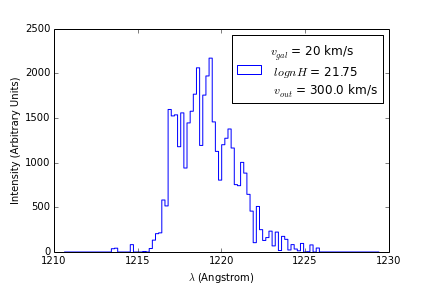 2500
2000
1500
1000
500
0
1210
1215
1220
1225
1230
Intensity (Arbitrary Units)
λ (Angstrom)
v_gal = 20 km/s
lognH = 21.75
v_out = 300.0 km/s